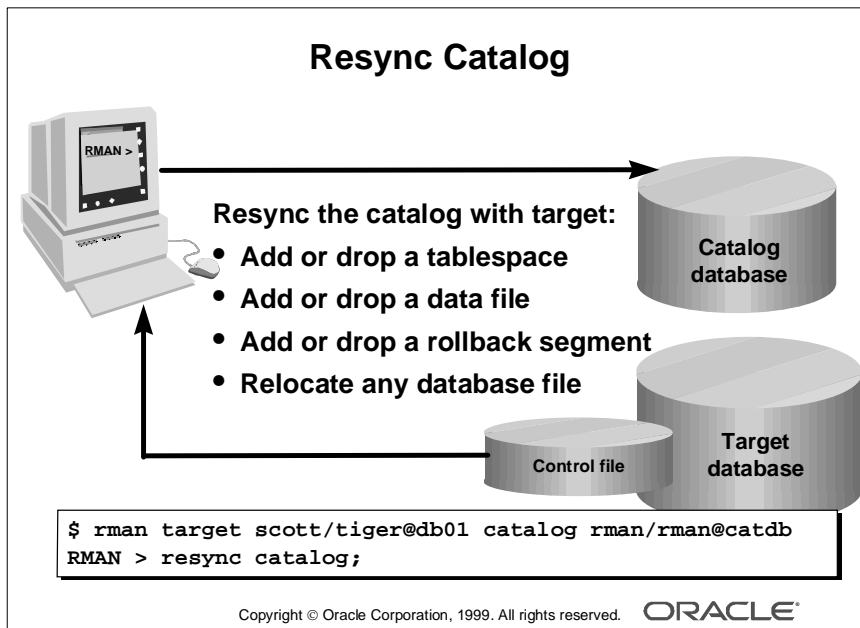 Resync Catalog
RMAN >
Resync the catalog with target:
• Add or drop a tablespace
• Add or drop a data file
• Add or drop a rollback segment
• Relocate any database file
Catalog
database
Target
database
Control file
$ rman target scott/tiger@db01 catalog rman/rman@catdb
RMAN > resync catalog;
Copyright © Oracle Corporation, 1999. All rights reserved. ORACLE®